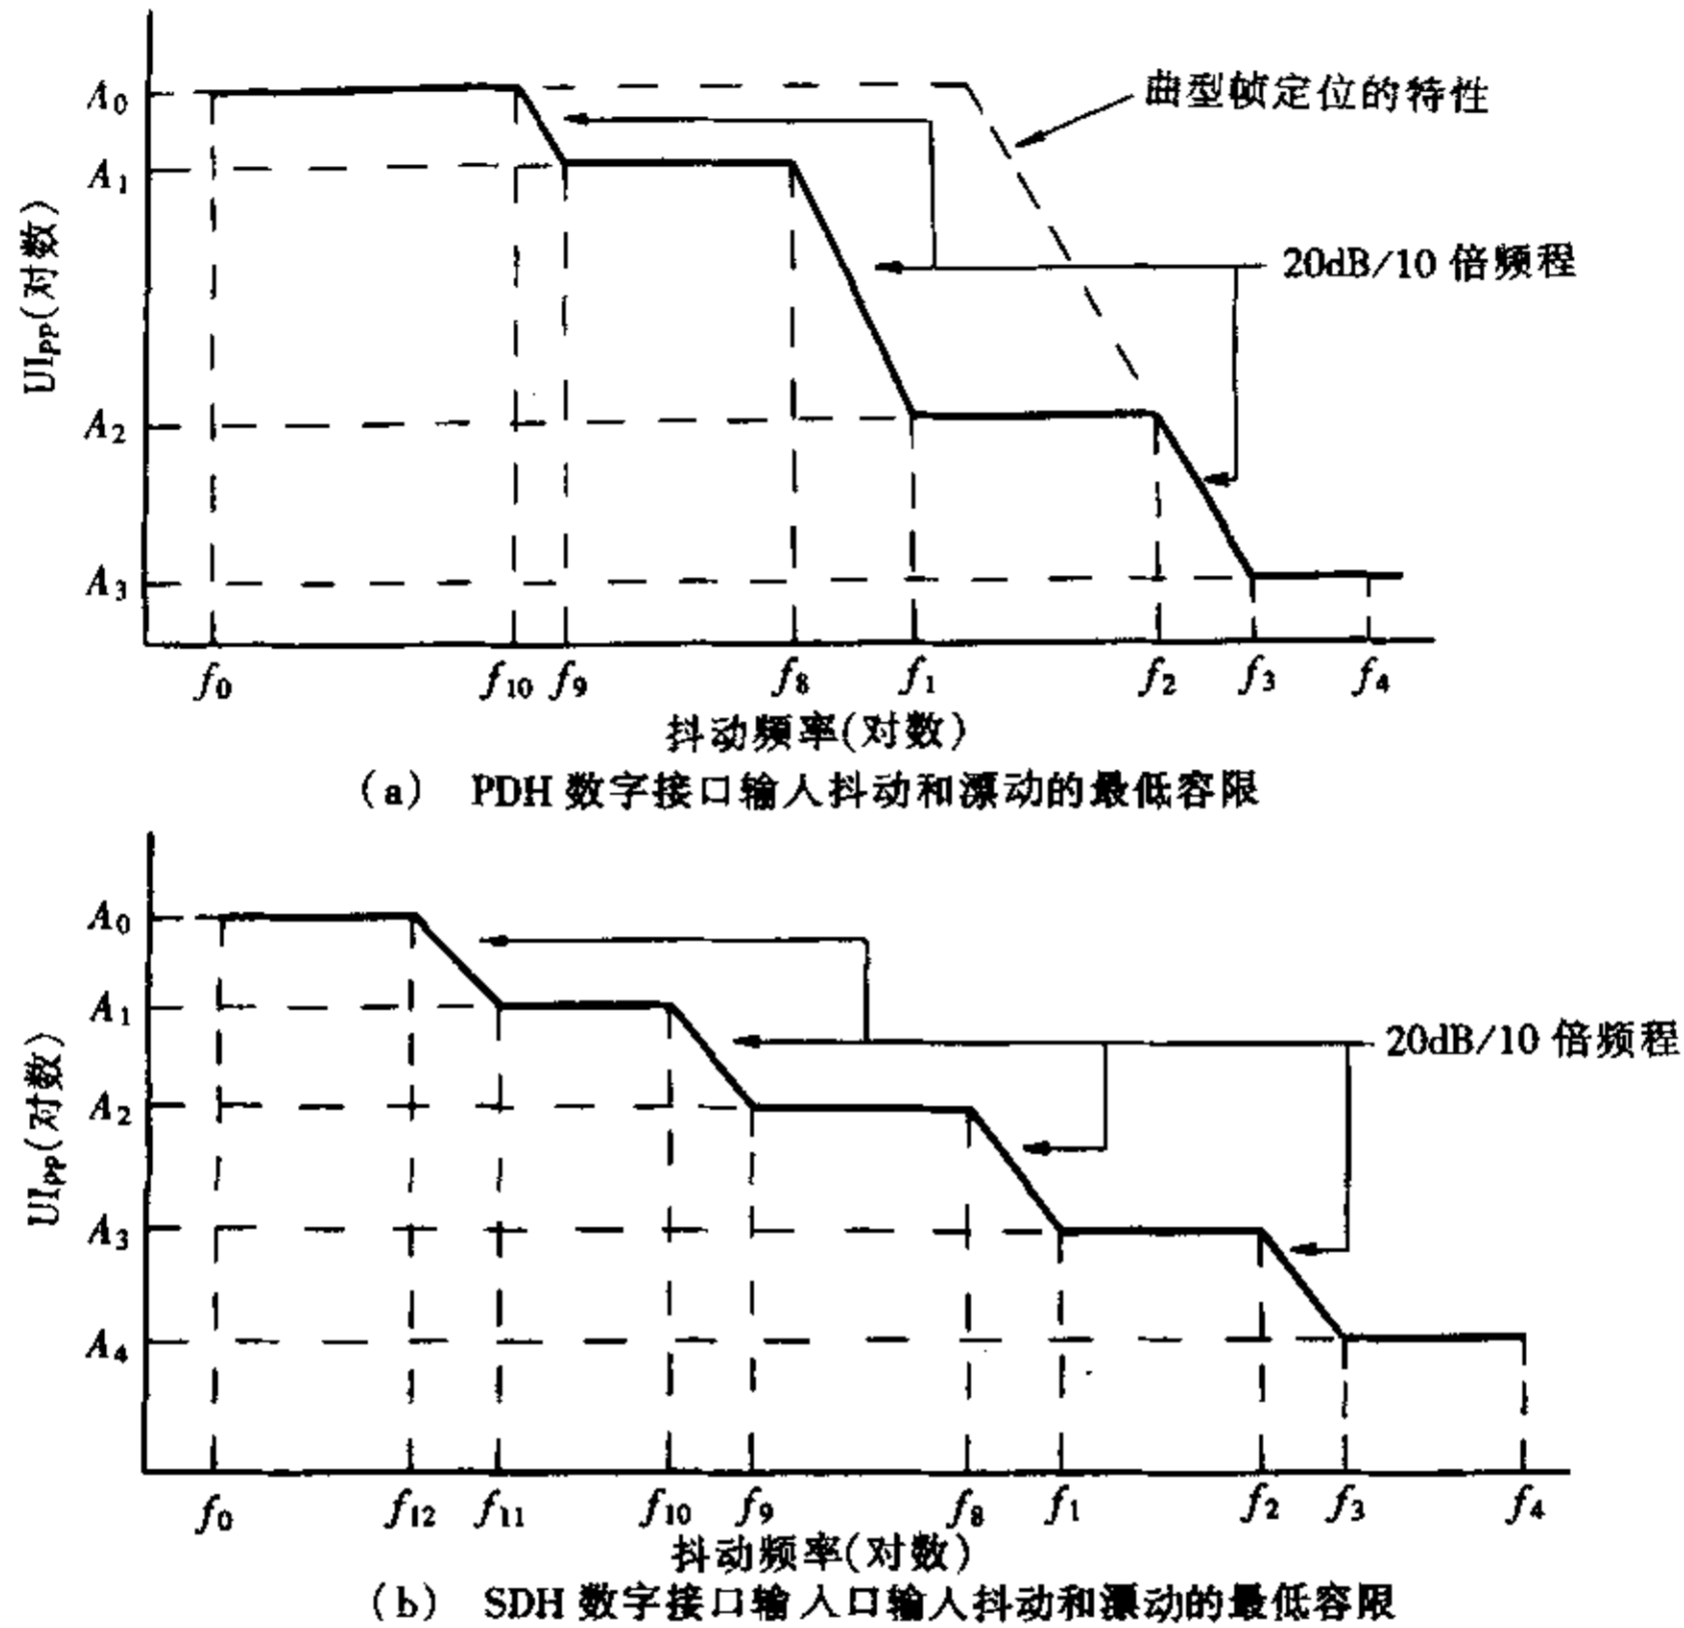 A₀
A₁
A₂
A₃
UIPP(对数)
曲型帧定位的特性
20dB/10 倍频程
f₀ f₁₀ f₉ f₈ f₁ f₂ f₃ f₄
抖动频率(对数)
(a) PDH 数字接口输入抖动和漂动的最低容限
A₀
A₁
A₂
A₃
A₄
UIPP(对数)
20dB/10 倍频程
f₀ f₁₂ f₁₁ f₁₀ f₉ f₈ f₁ f₂ f₃ f₄
抖动频率(对数)
(b) SDH 数字接口输入口输入抖动和漂动的最低容限